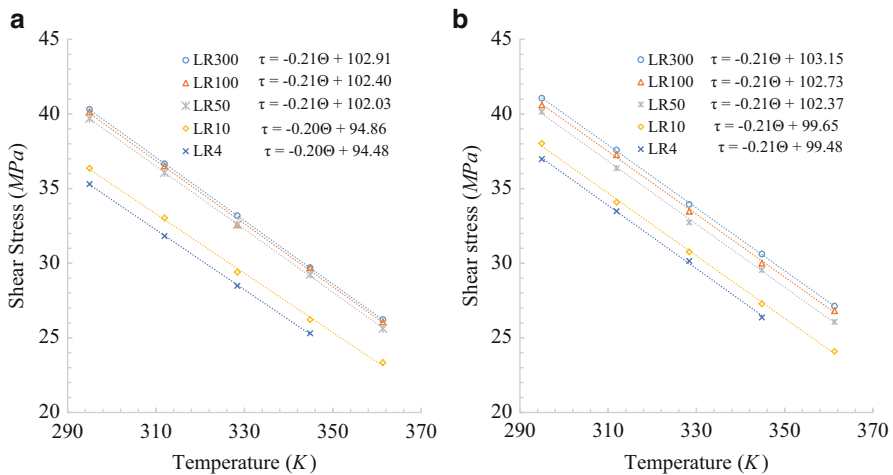 a
45
40
35
30
25
20
Shear Stress (MPa)
LR300 τ = -0.21Θ + 102.91
LR100 τ = -0.21Θ + 102.40
LR50 τ = -0.21Θ + 102.03
LR10 τ = -0.20Θ + 94.86
LR4 τ = -0.20Θ + 94.48
290 310 330 350 370
Temperature (K)
b
45
40
35
30
25
20
Shear stress (MPa)
LR300 τ = -0.21Θ + 103.15
LR100 τ = -0.21Θ + 102.73
LR50 τ = -0.21Θ + 102.37
LR10 τ = -0.21Θ + 99.65
LR4 τ = -0.21Θ + 99.48
290 310 330 350 370
Temperature (K)